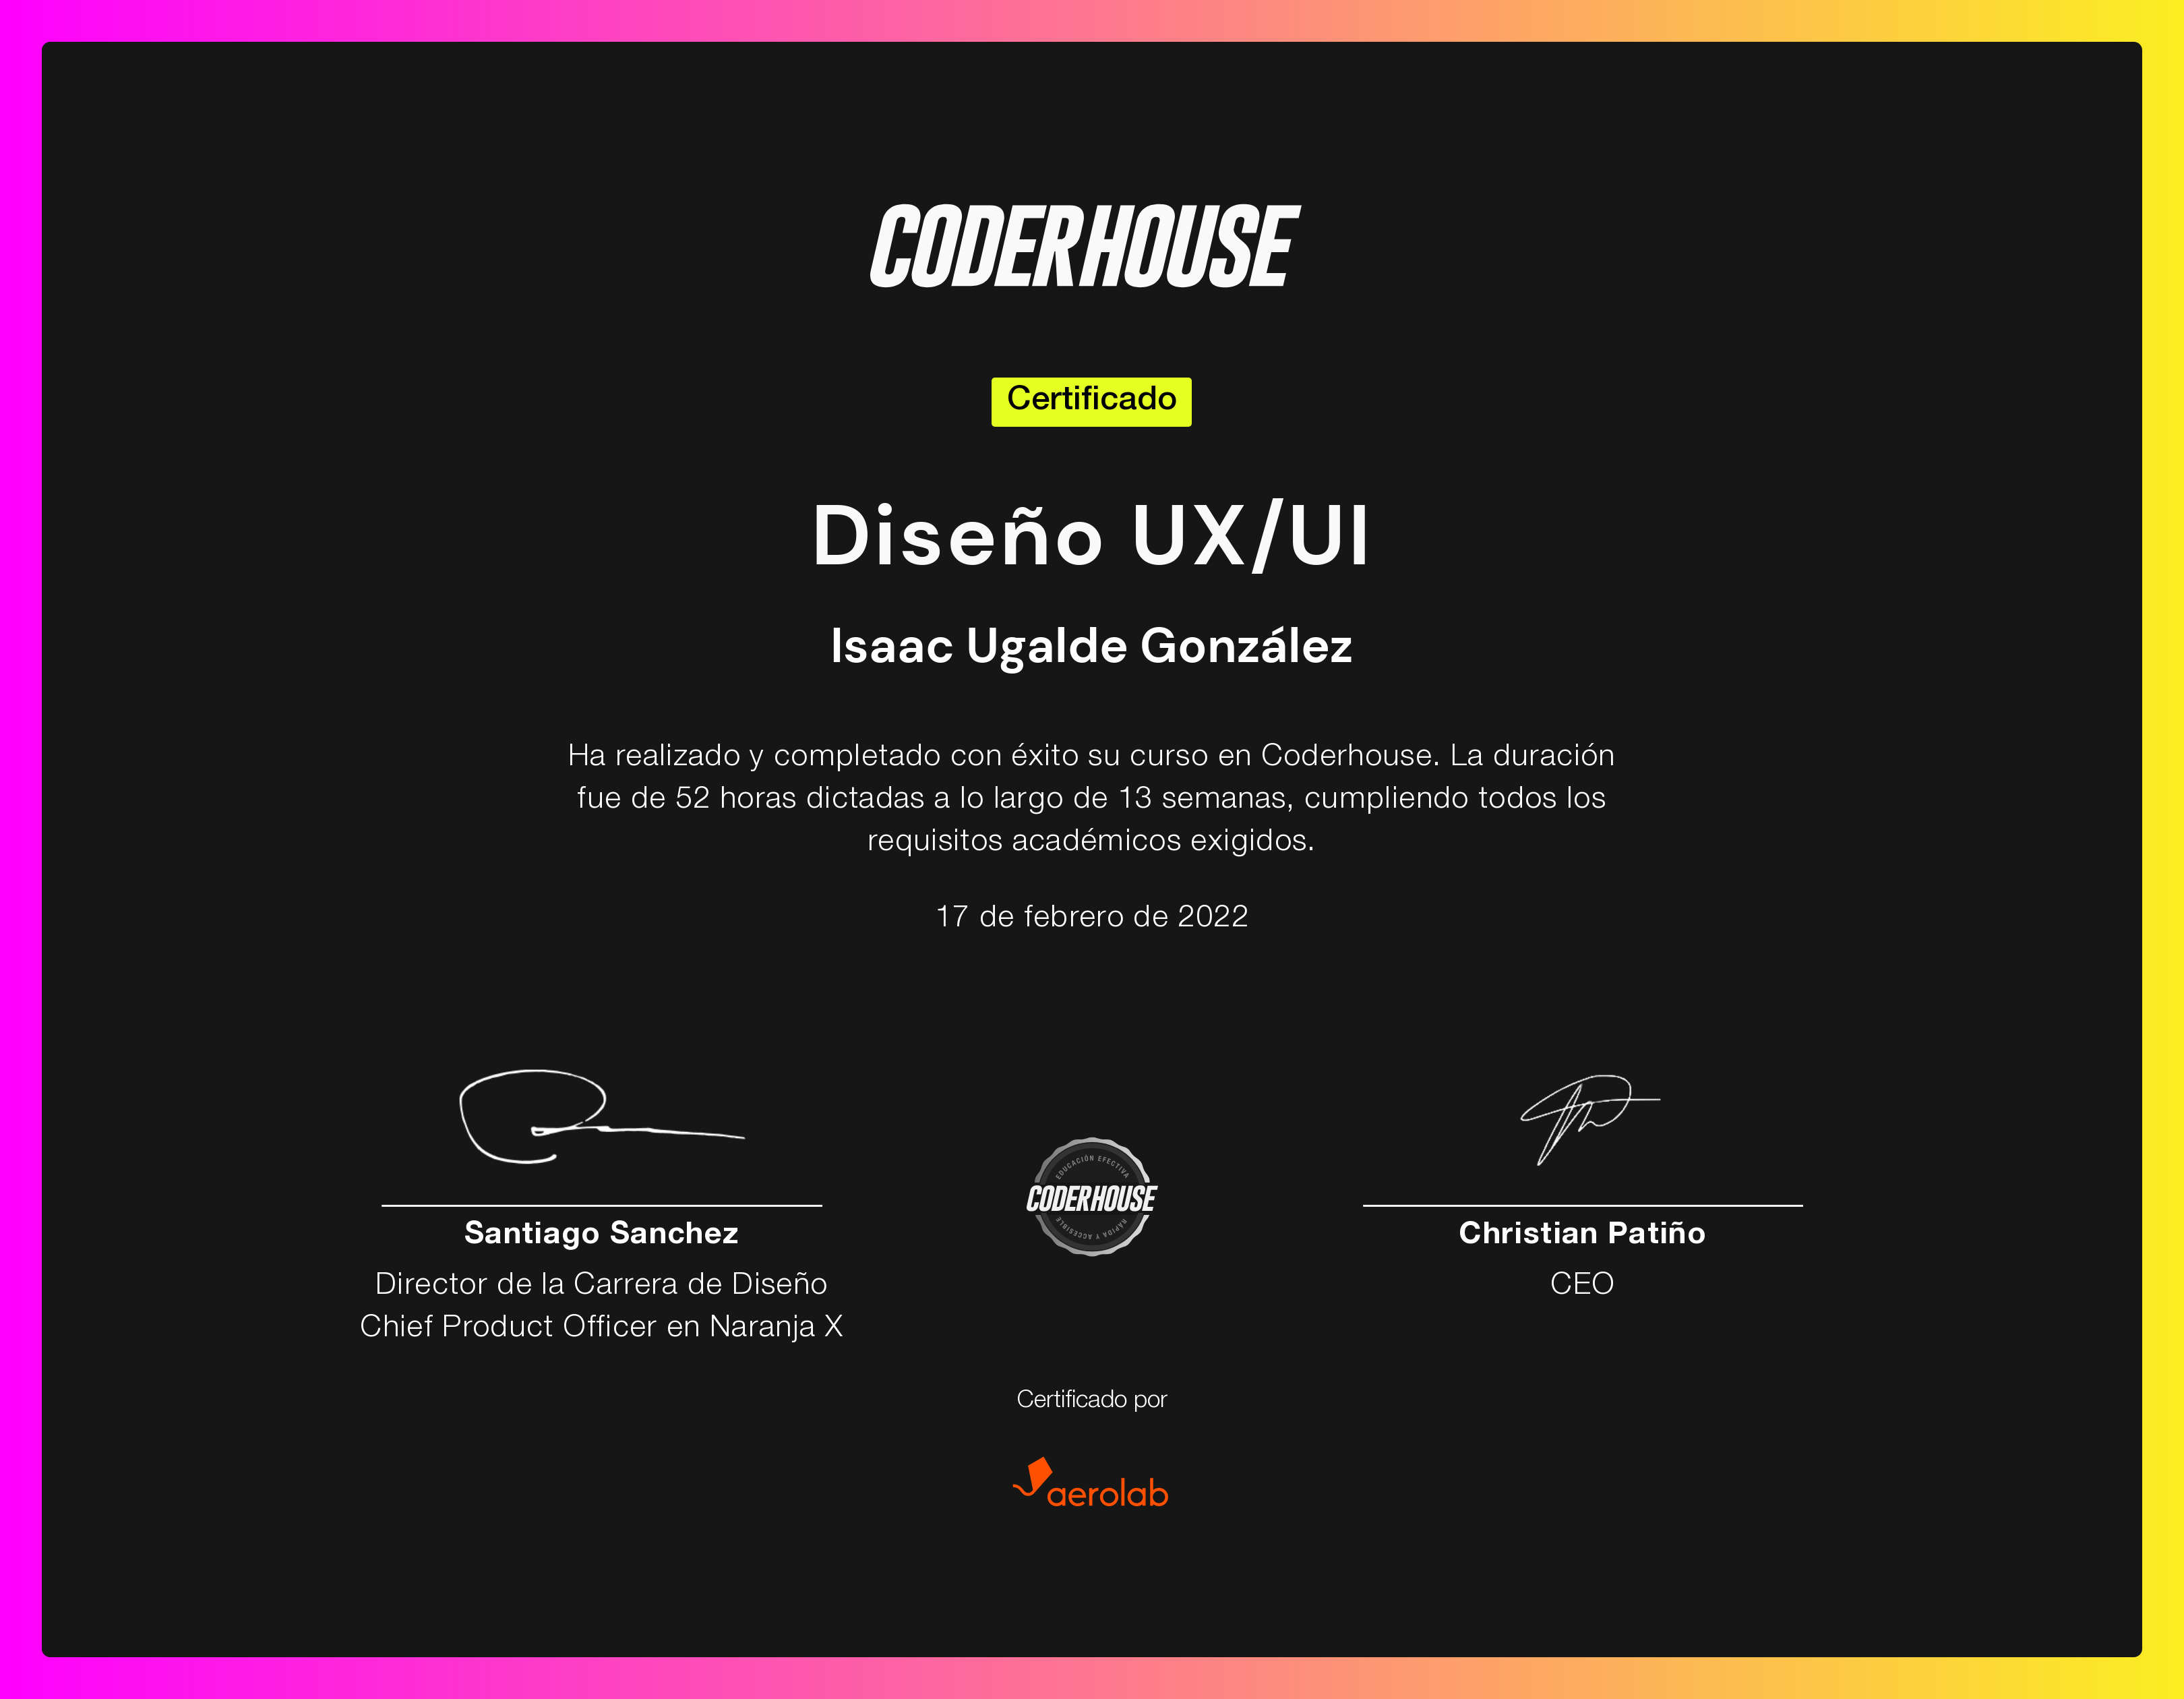 CODERHOUSE
Certificado
Diseño UX/UI
Isaac Ugalde González
Ha realizado y completado con éxito su curso en Coderhouse. La duración
fue de 52 horas dictadas a lo largo de 13 semanas, cumpliendo todos los
requisitos académicos exigidos.
17 de febrero de 2022
EDUCACIÓN EFECTIVA
CODERHOUSE
RÁPIDA Y ACCESIBLE
Santiago Sanchez
Director de la Carrera de Diseño
Chief Product Officer en Naranja X
Christian Patiño
CEO
Certificado por
aerolab